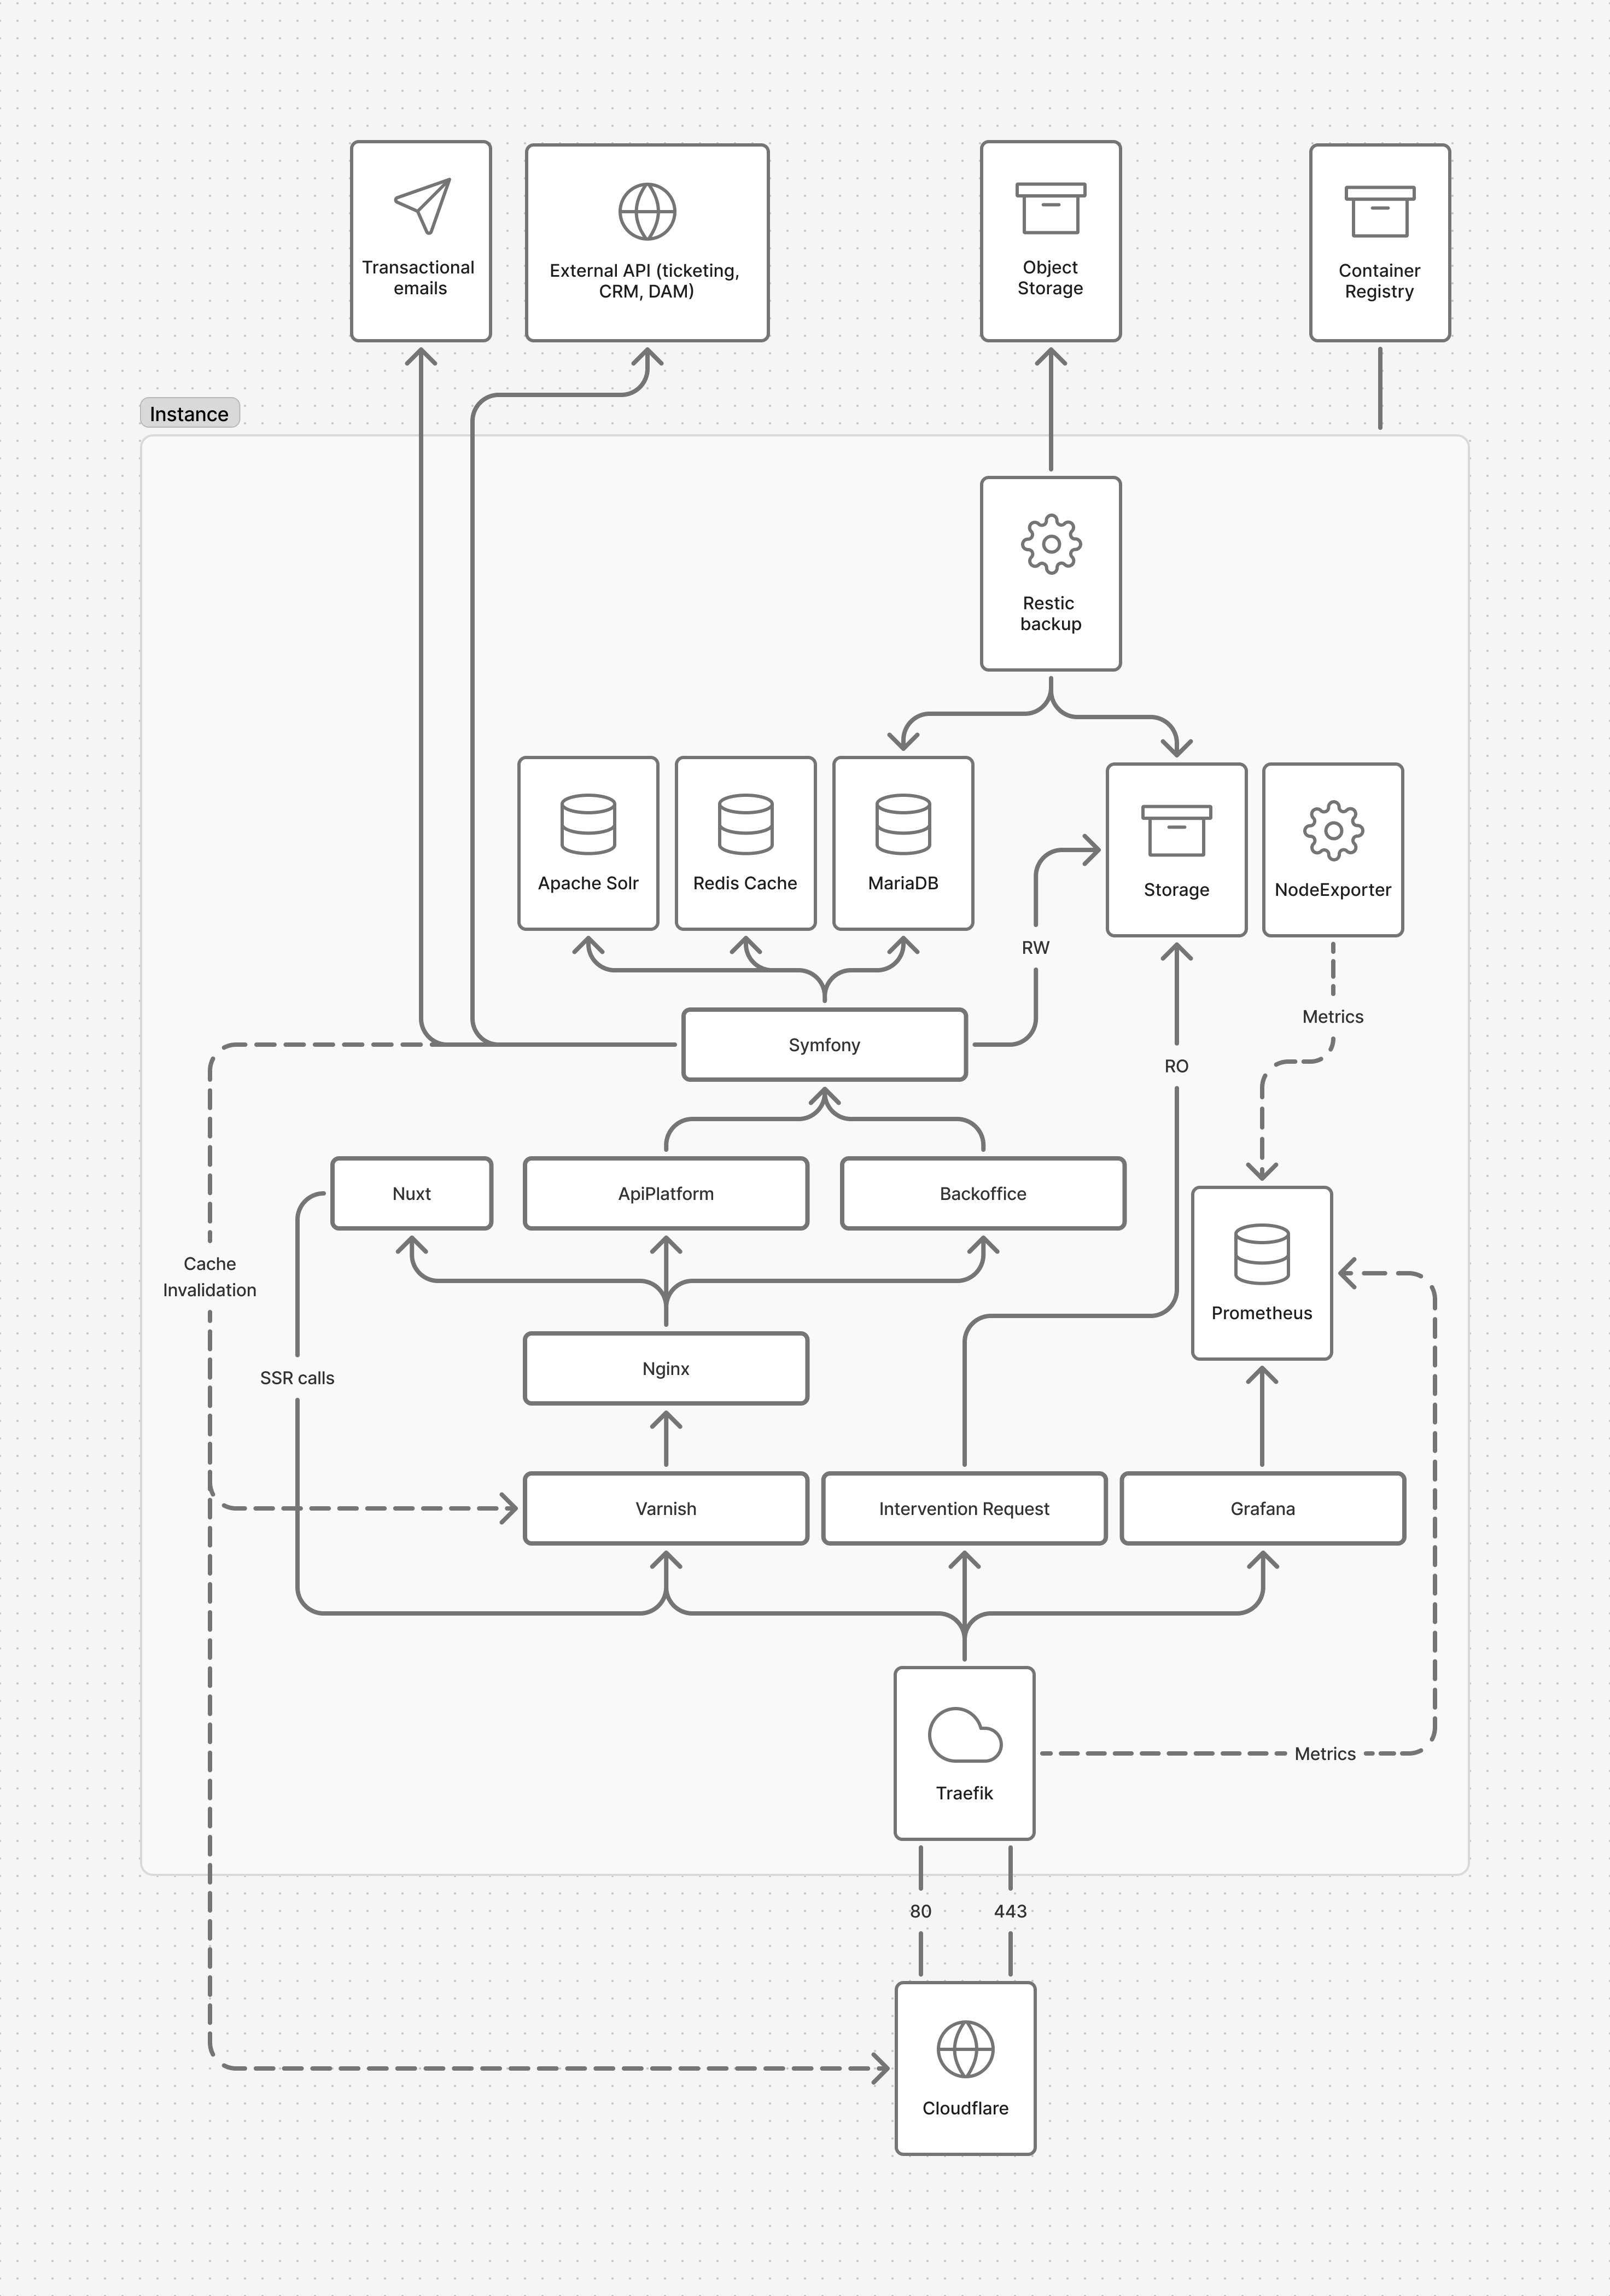 Transactional
emails
External API (ticketing,
CRM, DAM)
Object
Storage
Container
Registry
Instance
Restic
backup
Apache Solr
Redis Cache
MariaDB
Storage
NodeExporter
RW
Metrics
Symfony
RO
Nuxt
ApiPlatform
Backoffice
Cache
Invalidation
Prometheus
Nginx
SSR calls
Varnish
Intervention Request
Grafana
Metrics
Traefik
80
443
Cloudflare